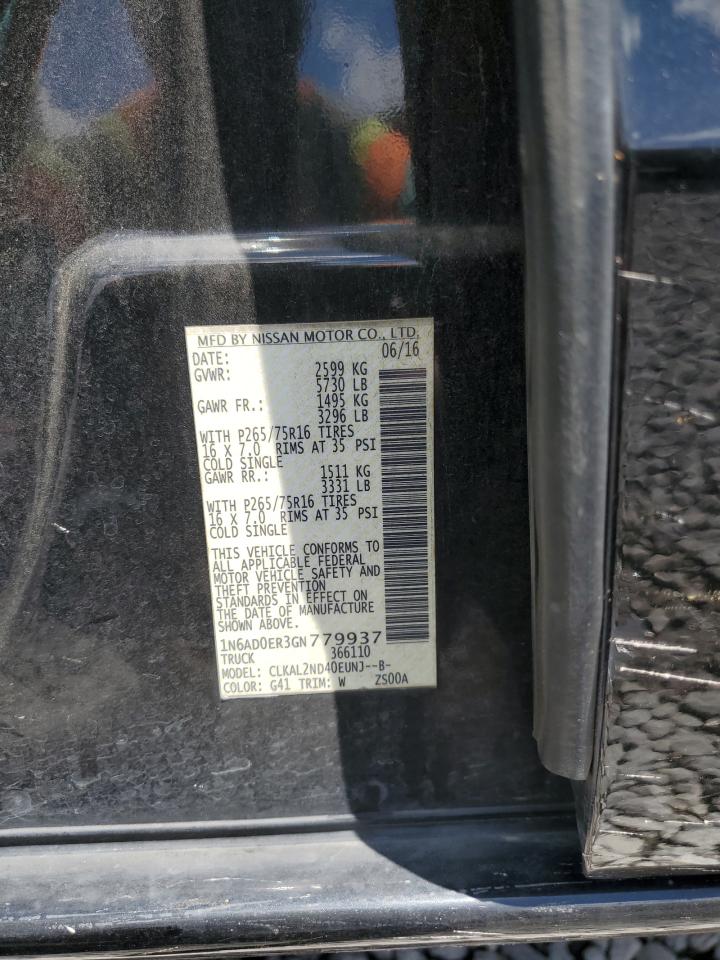 MFD BY NISSAN MOTOR CO., LTD.
DATE: 06/16
GVWR: 2599 KG
5730 LB
GAWR FR.: 1495 KG
3296 LB
WITH P265/75R16 TIRES
16 X 7.0 RIMS AT 35 PSI
COLD SINGLE
GAWR RR.: 1511 KG
3331 LB
WITH P265/75R16 TIRES
16 X 7.0 RIMS AT 35 PSI
COLD SINGLE
THIS VEHICLE CONFORMS TO
ALL APPLICABLE FEDERAL
MOTOR VEHICLE SAFETY AND
THEFT PREVENTION
STANDARDS IN EFFECT ON
THE DATE OF MANUFACTURE
SHOWN ABOVE.
1N6AD0ER3GN779937
TRUCK 366110
MODEL: CLKAL2ND40EUNJ--B-
COLOR: G41 TRIM: W ZS00A